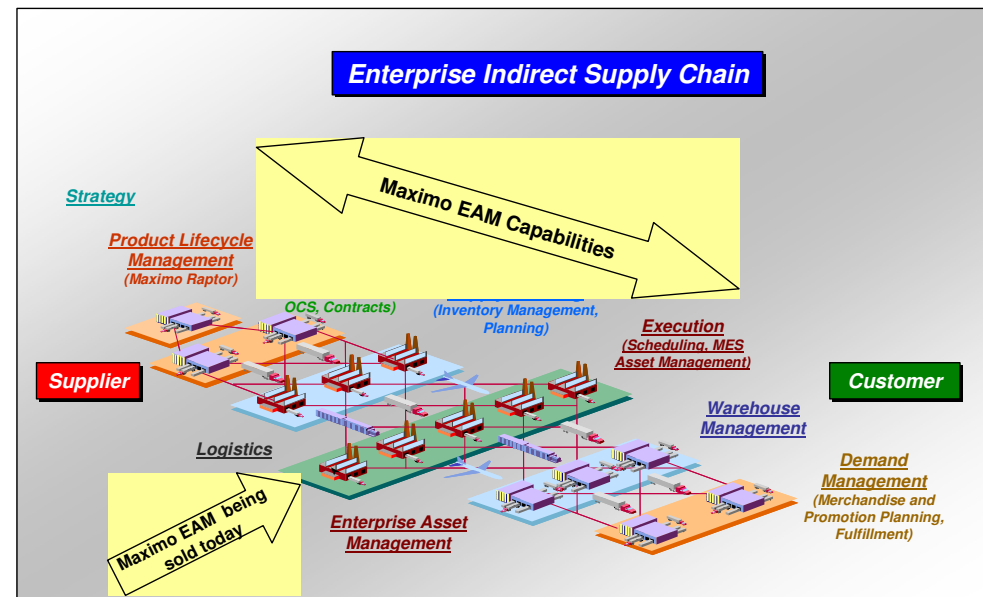 Enterprise Indirect Supply Chain
Maximo EAM Capabilities
Strategy
Product Lifecycle
Management
(Maximo Raptor)
OCS, Contracts)
(Inventory Management,
Planning)
Execution
(Scheduling, MES
Asset Management)
Supplier
Customer
Warehouse
Management
Logistics
Demand
Management
(Merchandise and
Promotion Planning,
Fulfillment)
Maximo EAM being
sold today
Enterprise Asset
Management